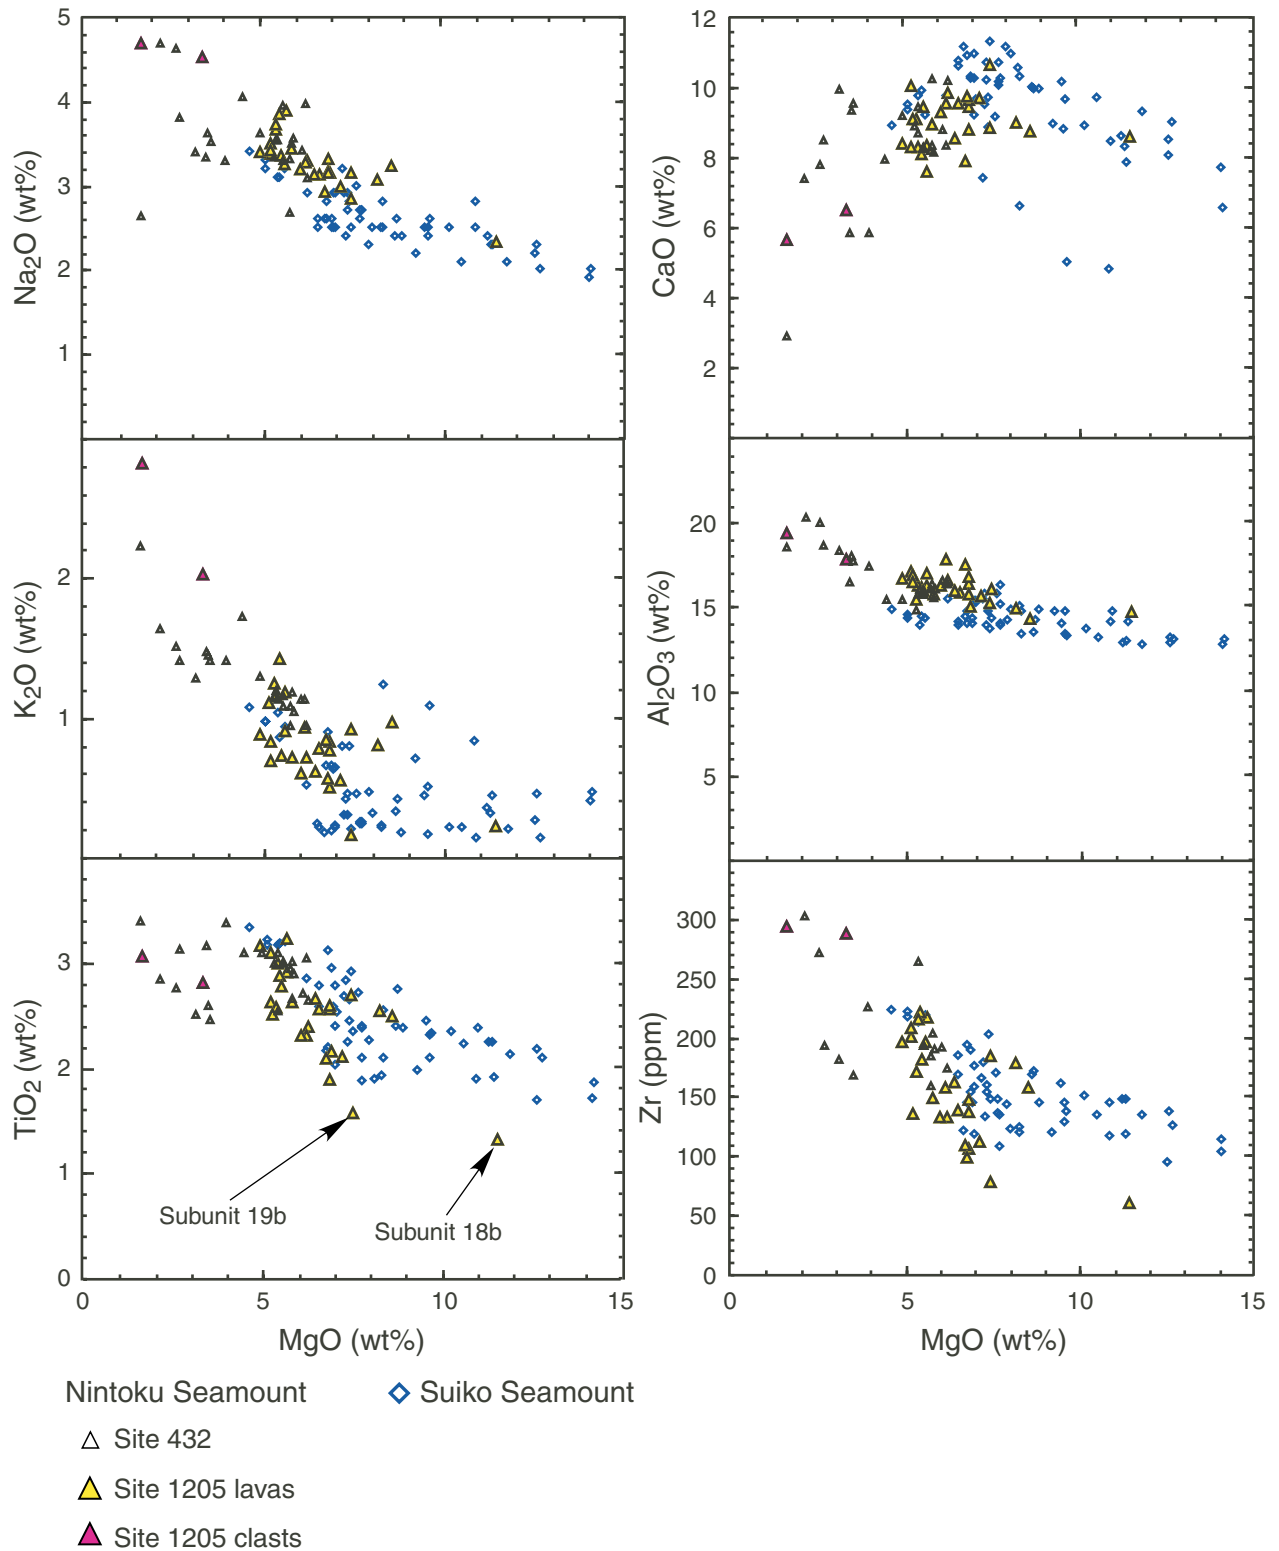 5
4
3
2
1
Na2O (wt%)
12
10
8
6
4
2
CaO (wt%)
2
1
K2O (wt%)
20
15
10
5
Al2O3 (wt%)
3
2
1
0
TiO2 (wt%)
Subunit 19b
Subunit 18b
300
250
200
150
100
50
0
Zr (ppm)
0 5 10 15
MgO (wt%)
0 5 10 15
MgO (wt%)
Nintoku Seamount
Suiko Seamount
Site 432
Site 1205 lavas
Site 1205 clasts